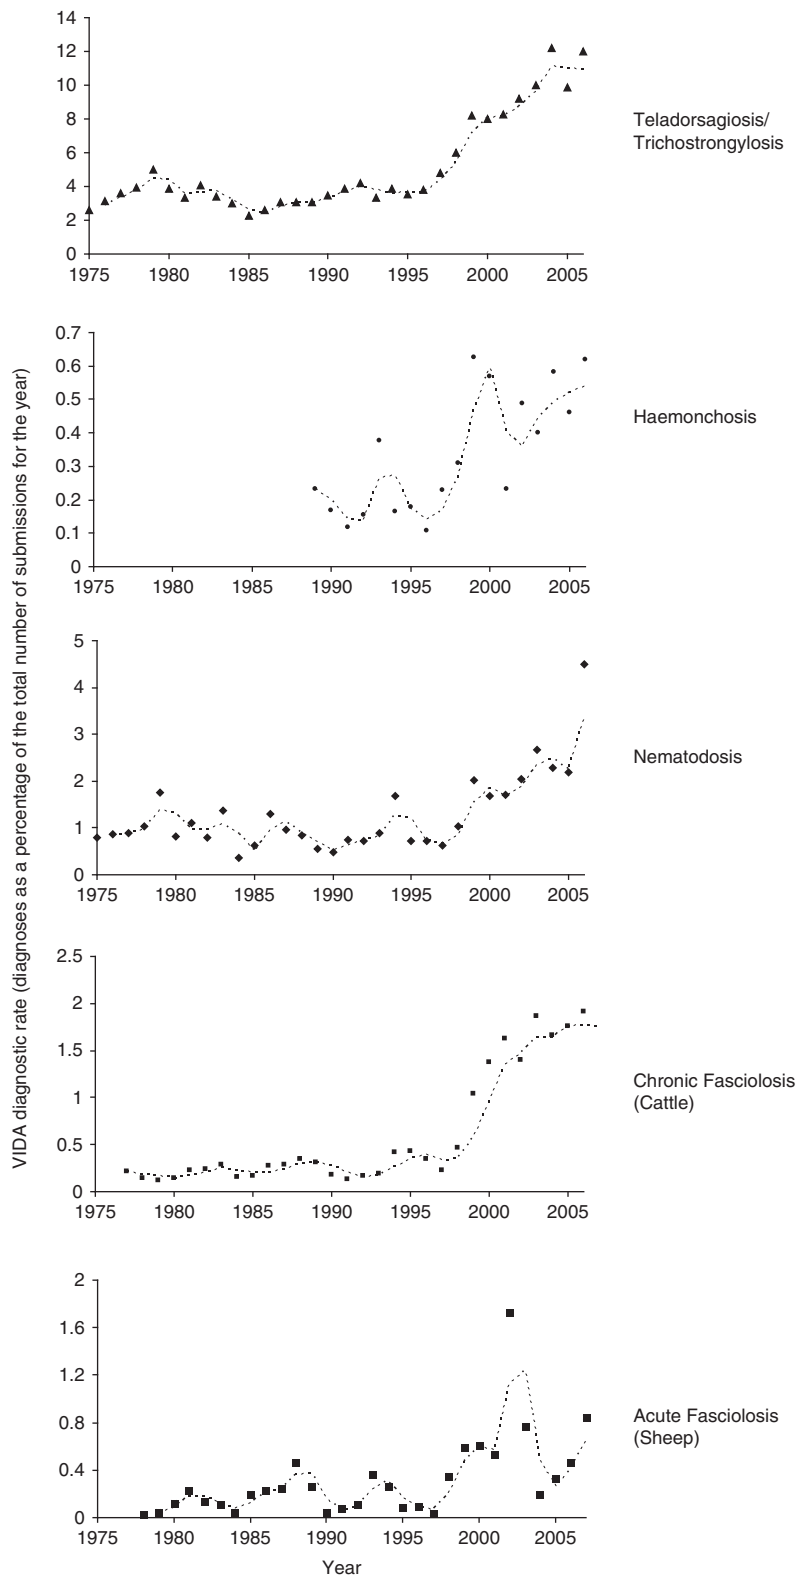 VIDA diagnostic rate (diagnoses as a percentage of the total number of submissions for the year)
14
12
10
8
6
4
2
0
1975 1980 1985 1990 1995 2000 2005
Teladorsagiosis/
Trichostrongylosis
0.7
0.6
0.5
0.4
0.3
0.2
0.1
0
1975 1980 1985 1990 1995 2000 2005
Haemonchosis
5
4
3
2
1
0
1975 1980 1985 1990 1995 2000 2005
Nematodosis
2.5
2
1.5
1
0.5
0
1975 1980 1985 1990 1995 2000 2005
Chronic Fasciolosis
(Cattle)
2
1.6
1.2
0.8
0.4
0
1975 1980 1985 1990 1995 2000 2005
Acute Fasciolosis
(Sheep)
Year